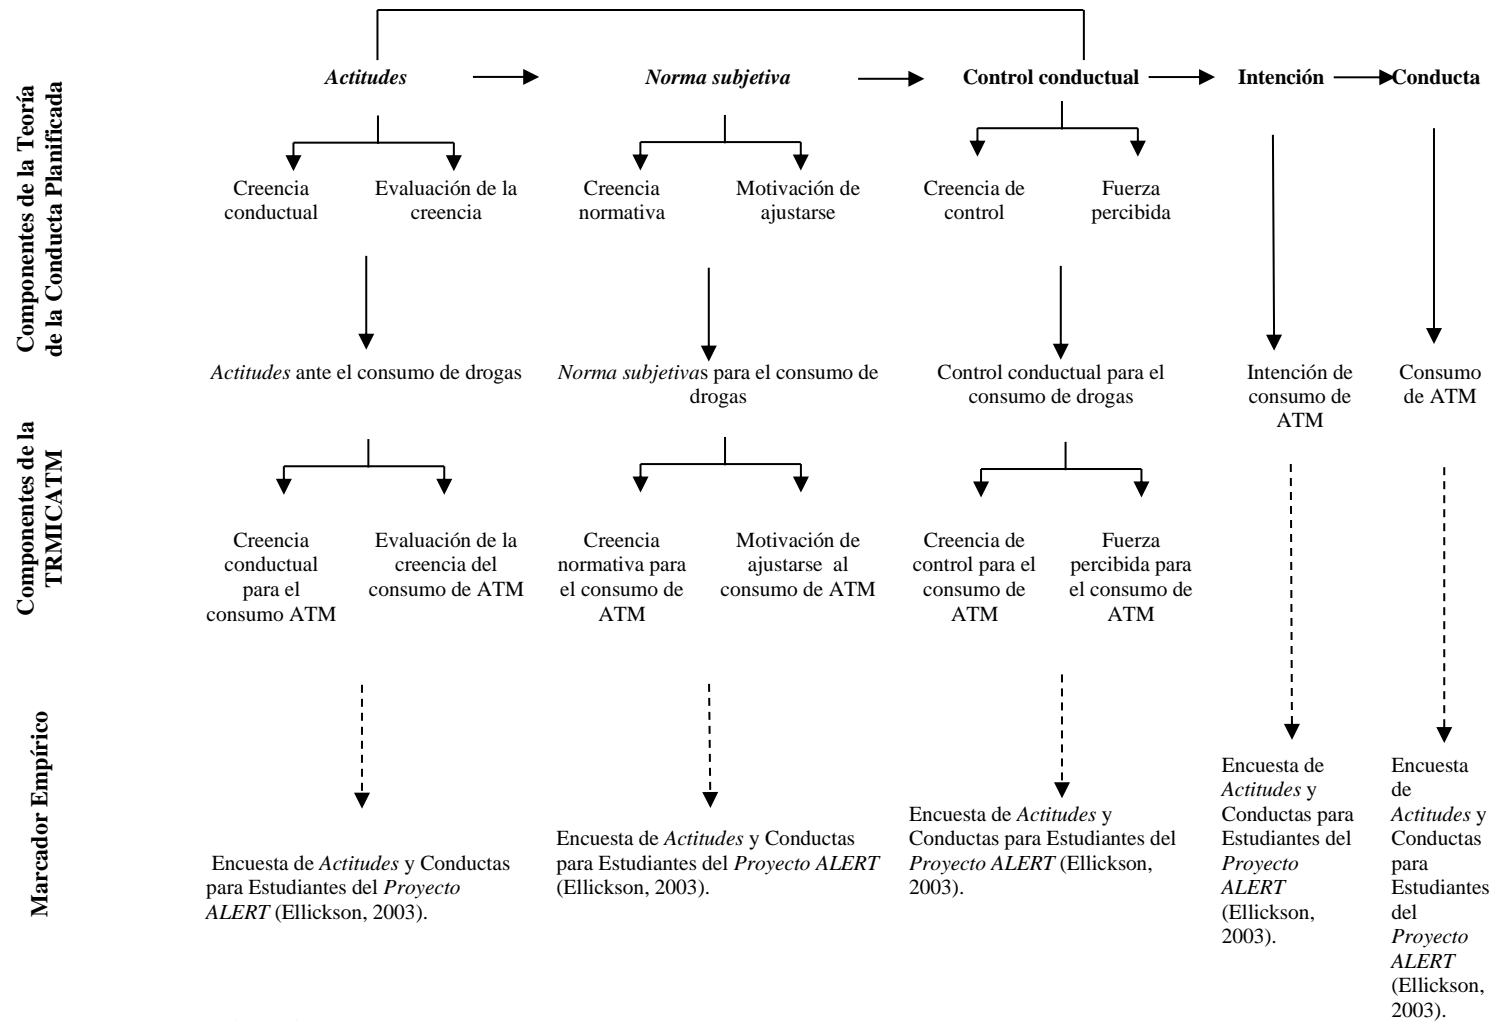 Componentes de la Teoría
de la Conducta Planificada
Actitudes
Norma subjetiva
Control conductual
Intención
Conducta
Creencia
conductual
Evaluación de la
creencia
Creencia
normativa
Motivación de
ajustarse
Creencia de
control
Fuerza
percibida
Componentes de la
TRMICATM
Actitudes ante el consumo de drogas
Norma subjetivas para el consumo de
drogas
Control conductual para el
consumo de drogas
Intención de
consumo de
ATM
Consumo
de ATM
Creencia
conductual
para el
consumo ATM
Evaluación de la
creencia del
consumo de ATM
Creencia
normativa para
el consumo de
ATM
Motivación de
ajustarse al
consumo de ATM
Creencia de
control para el
consumo de
ATM
Fuerza
percibida para
el consumo de
ATM
Marcador Empírico
Encuesta de Actitudes y Conductas
para Estudiantes del Proyecto
ALERT (Ellickson, 2003).
Encuesta de Actitudes y Conductas
para Estudiantes del Proyecto ALERT
(Ellickson, 2003).
Encuesta de Actitudes y
Conductas para Estudiantes del
Proyecto ALERT (Ellickson,
2003).
Encuesta de
Actitudes y
Conductas para
Estudiantes del
Proyecto
ALERT
(Ellickson,
2003).
Encuesta
de
Actitudes y
Conductas
para
Estudiantes
del
Proyecto
ALERT
(Ellickson,
2003).